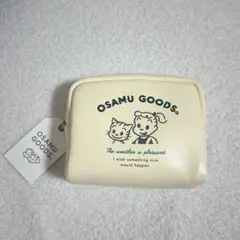 OSAMU GOODS®
The weather is pleasant
I wish something nice
would happen.
OSAMU
GOODS®